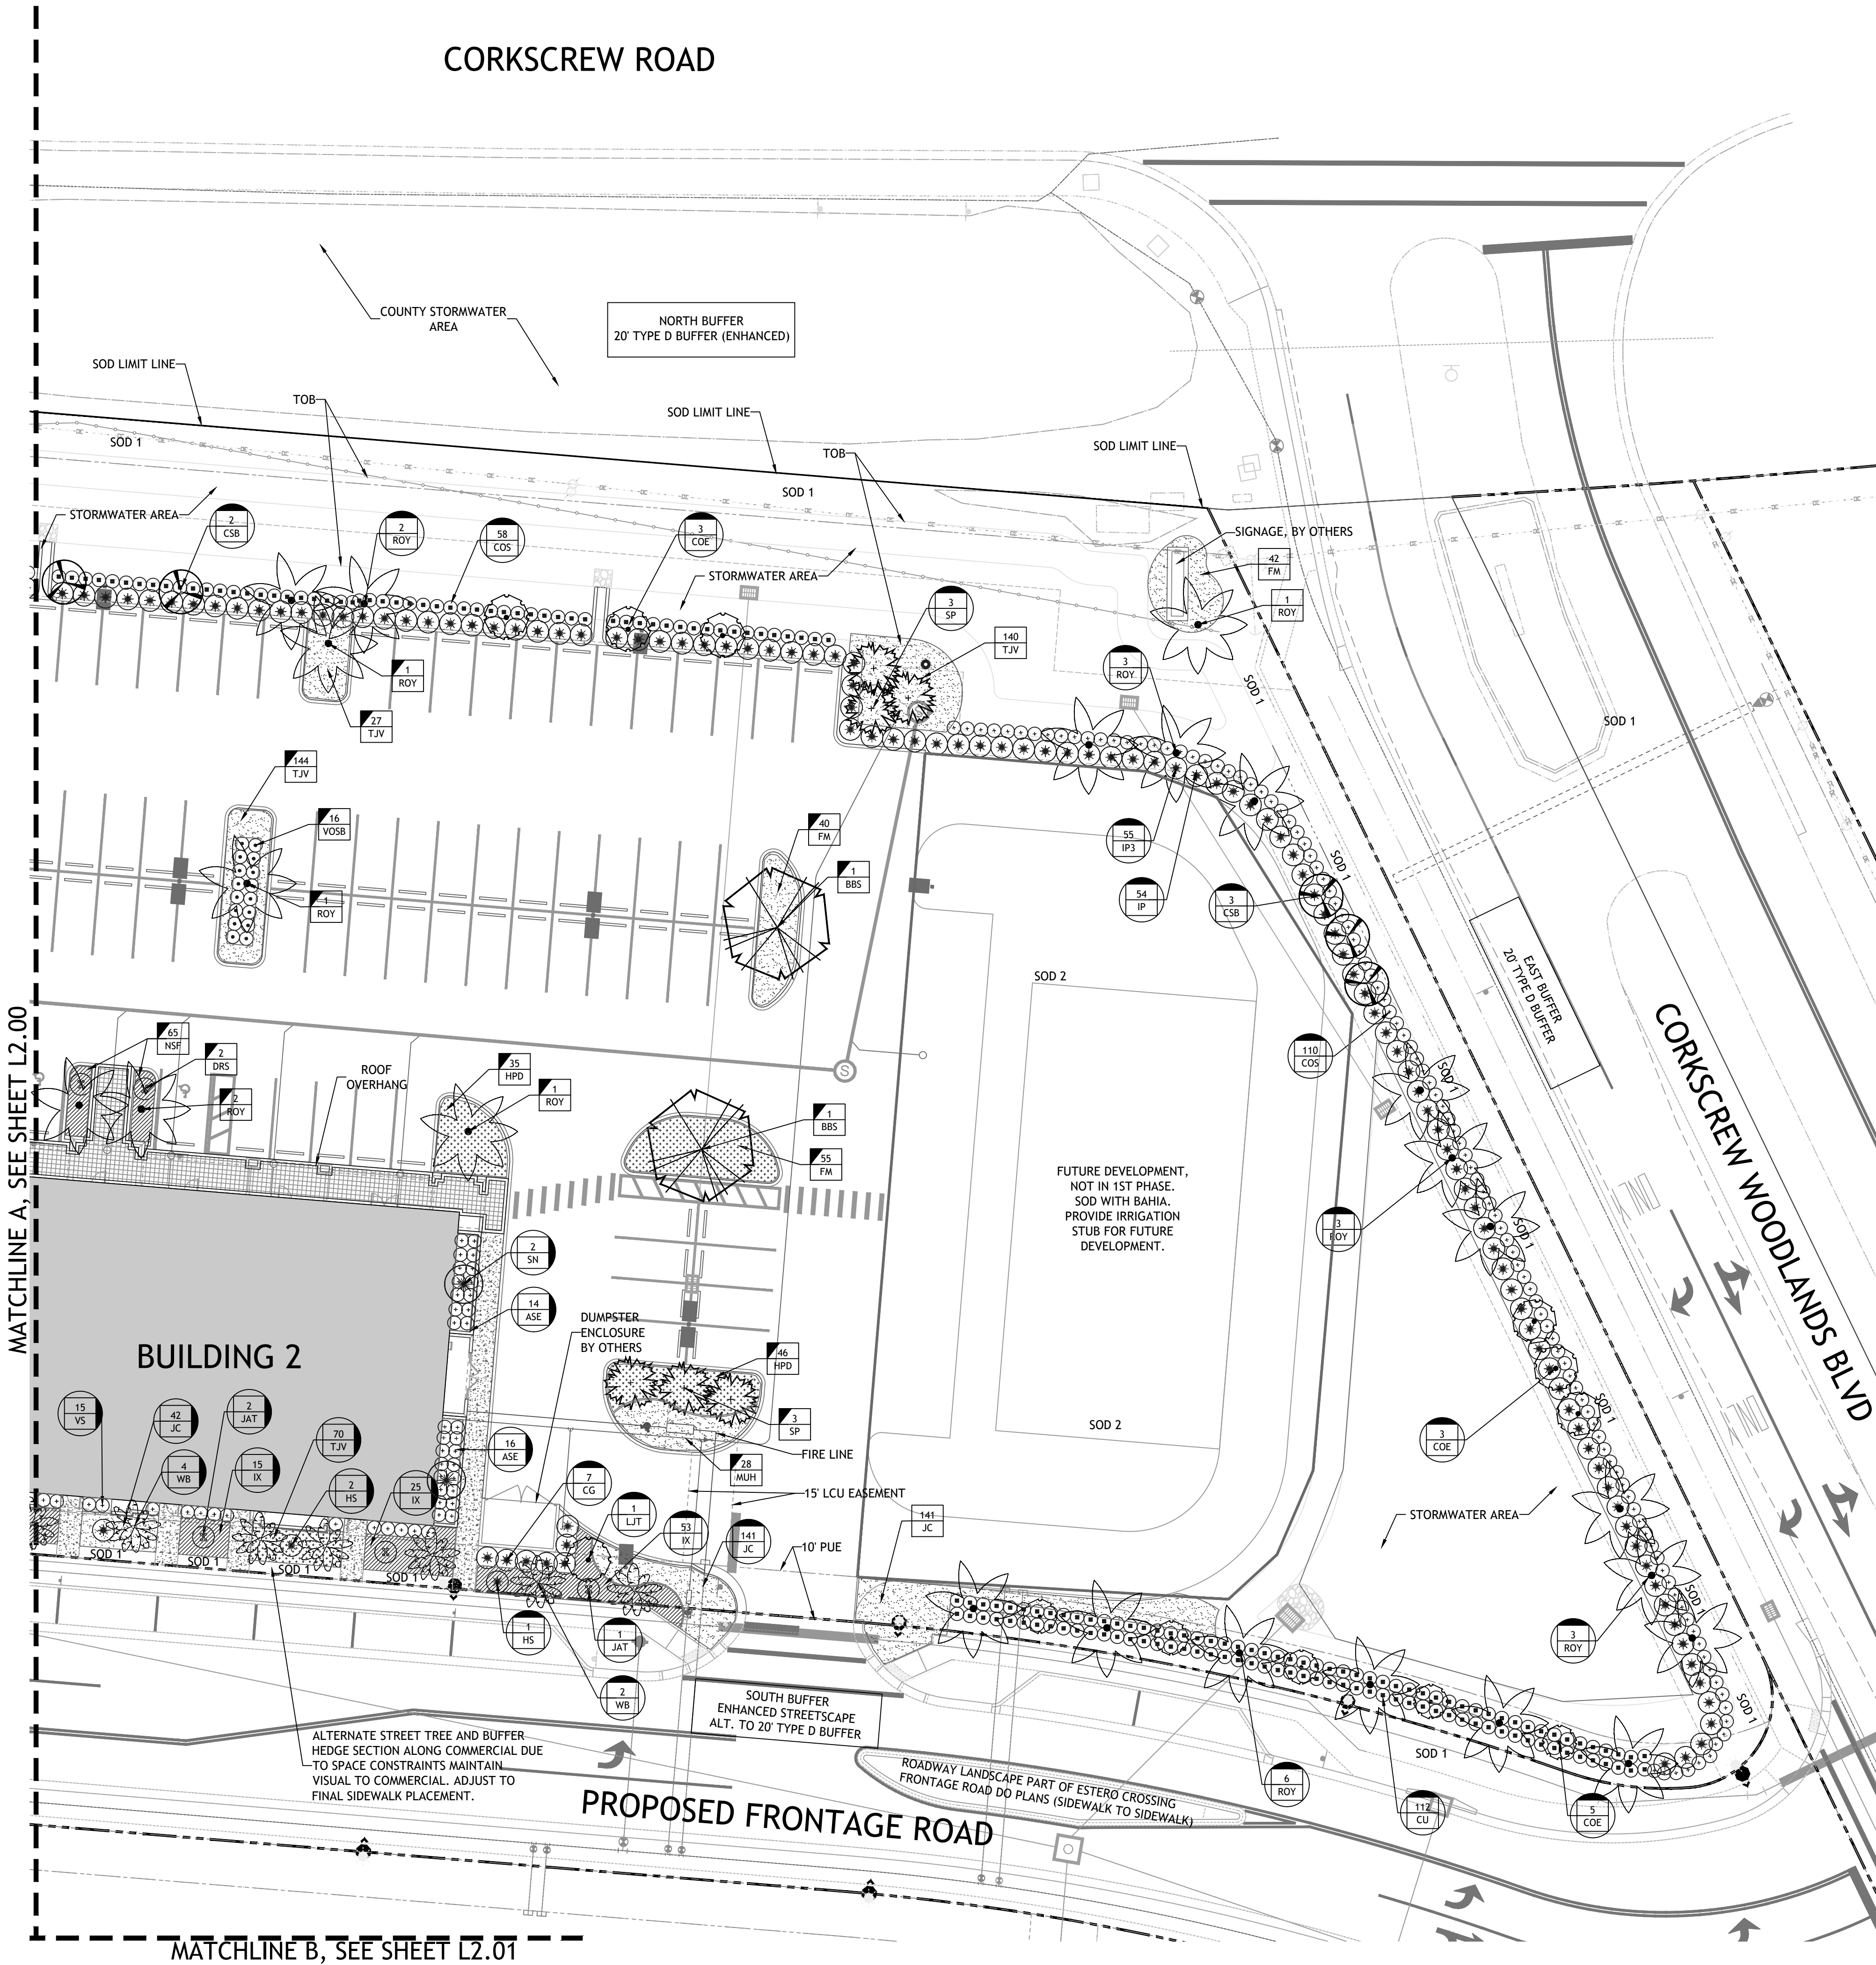 CORKSCREW ROAD
COUNTY STORMWATER
AREA
NORTH BUFFER
20' TYPE D BUFFER (ENHANCED)
SOD LIMIT LINE
TOB
SOD LIMIT LINE
SOD 1
TOB
SOD LIMIT LINE
SOD 1
STORMWATER AREA
2
CSB
2
ROY
58
COS
3
COE
SIGNAGE, BY OTHERS
42
FM
STORMWATER AREA
3
SP
1
ROY
140
TJV
3
ROY
1
ROY
SOD 1
27
TJV
SOD 1
144
TJV
16
VOSB
40
FM
55
IP3
1
BBS
SOD 1
54
IP
3
CSB
1
ROY
EAST BUFFER
20' TYPE D BUFFER
SOD 2
MATCHLINE A, SEE SHEET L2.00
65
NSF
2
DRS
2
ROY
ROOF
OVERHANG
35
HPD
1
ROY
S
110
COS
SOD 1
CORKSCREW WOODLANDS BLVD
1
BBS
55
FM
FUTURE DEVELOPMENT,
NOT IN 1ST PHASE.
SOD WITH BAHIA.
PROVIDE IRRIGATION
STUB FOR FUTURE
DEVELOPMENT.
3
ROY
SOD 1
2
SN
14
ASE
DUMPSTER
ENCLOSURE
BY OTHERS
BUILDING 2
46
HPD
15
VS
42
JC
2
JAT
3
SP
SOD 2
SOD 1
70
TJV
16
ASE
3
COE
FIRE LINE
4
WB
15
IX
2
HS
25
IX
28
MUH
7
CG
15' LCU EASEMENT
1
LJT
53
IX
141
JC
141
JC
STORMWATER AREA
10' PUE
SOD 1
SOD 1
SOD 1
SOD 1
SOD 1
1
HS
1
JAT
3
ROY
2
WB
SOUTH BUFFER
ENHANCED STREETSCAPE
ALT. TO 20' TYPE D BUFFER
SOD 1
ALTERNATE STREET TREE AND BUFFER
HEDGE SECTION ALONG COMMERCIAL DUE
TO SPACE CONSTRAINTS MAINTAIN
VISUAL TO COMMERCIAL. ADJUST TO
FINAL SIDEWALK PLACEMENT.
SOD 1
ROADWAY LANDSCAPE PART OF ESTERO CROSSING
FRONTAGE ROAD DO PLANS (SIDEWALK TO SIDEWALK)
6
ROY
112
CU
5
COE
PROPOSED FRONTAGE ROAD
MATCHLINE B, SEE SHEET L2.01